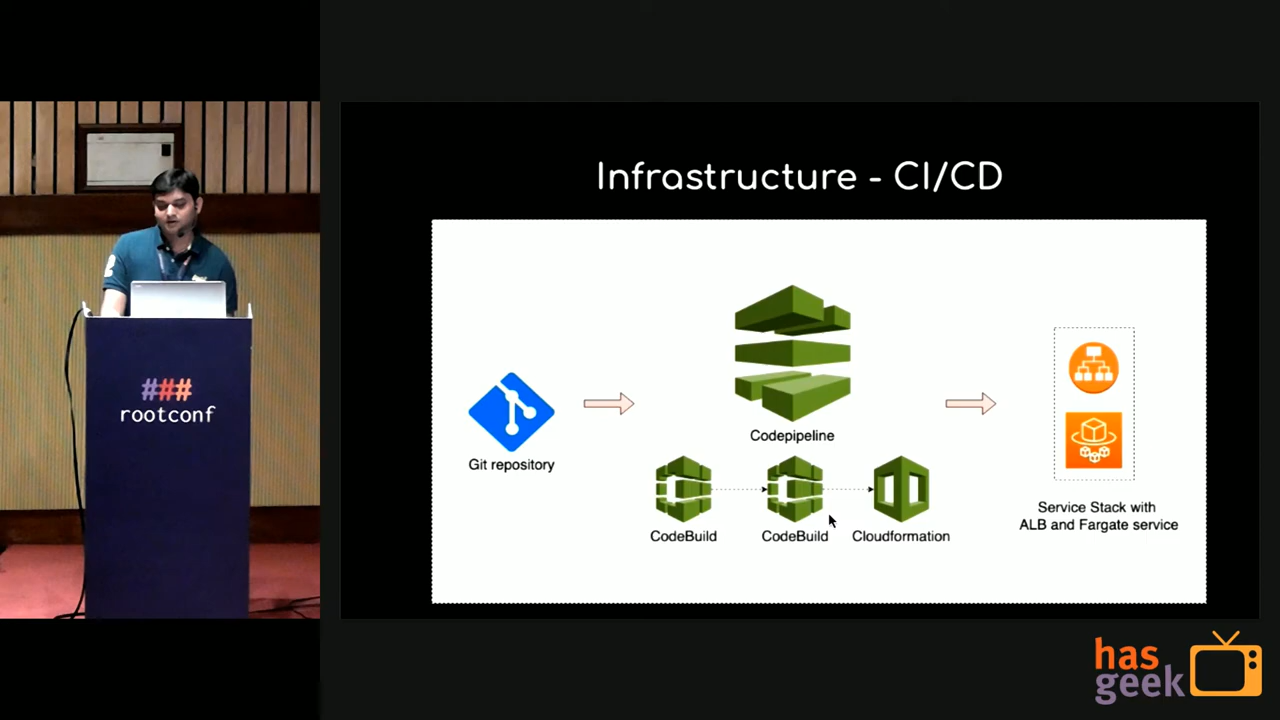 ###
rootconf
Infrastructure - CI/CD
Git repository
Codepipeline
CodeBuild
CodeBuild
Cloudformation
Service Stack with
ALB and Fargate service
has
geek